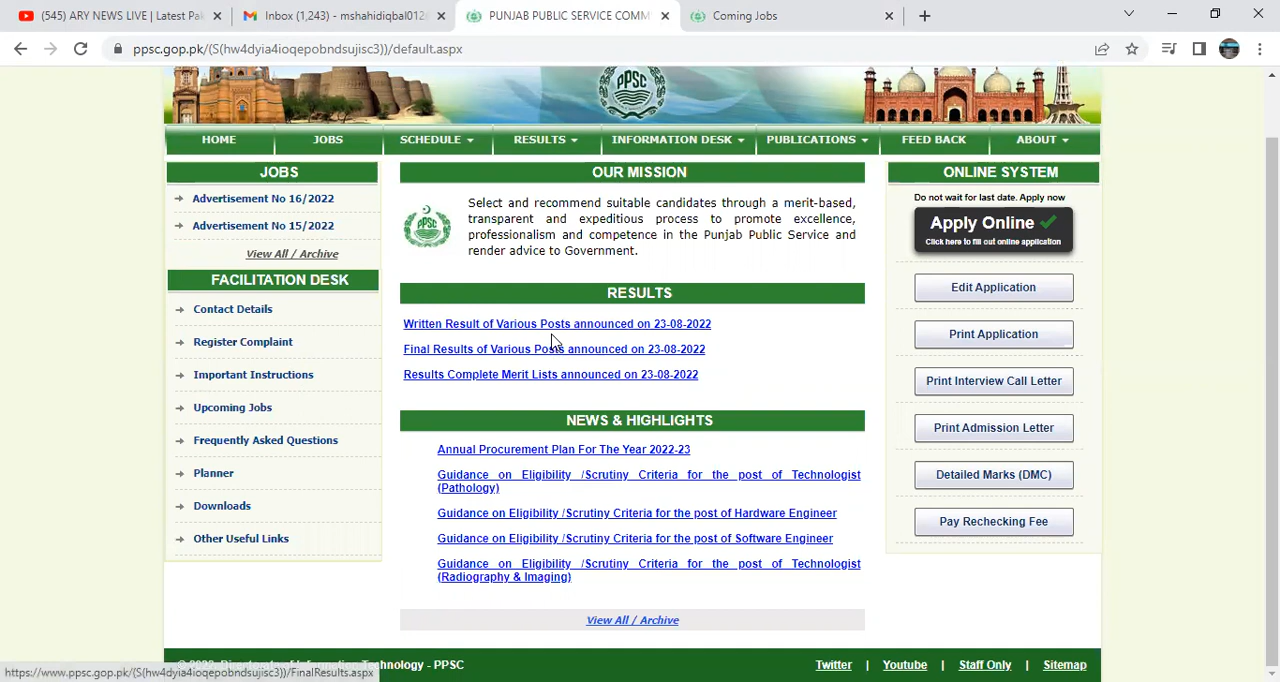 (545) ARY NEWS LIVE | Latest Pak
Inbox (1,243) - mshahidiqbal012
PUNJAB PUBLIC SERVICE COMM
Coming Jobs
ppsc.gop.pk/(S(hw4dyia4ioqepobndsujisc3))/default.aspx
PPSC
HOME
JOBS
SCHEDULE
RESULTS
INFORMATION DESK
PUBLICATIONS
FEED BACK
ABOUT
JOBS
Advertisement No 16/2022
Advertisement No 15/2022
View All / Archive
FACILITATION DESK
Contact Details
Register Complaint
Important Instructions
Upcoming Jobs
Frequently Asked Questions
Planner
Downloads
Other Useful Links
OUR MISSION
PPSC
Select and recommend suitable candidates through a merit-based,
transparent and expeditious process to promote excellence,
professionalism and competence in the Punjab Public Service and
render advice to Government.
RESULTS
Written Result of Various Posts announced on 23-08-2022
Final Results of Various Posts announced on 23-08-2022
Results Complete Merit Lists announced on 23-08-2022
NEWS & HIGHLIGHTS
Annual Procurement Plan For The Year 2022-23
Guidance on Eligibility /Scrutiny Criteria for the post of Technologist
(Pathology)
Guidance on Eligibility /Scrutiny Criteria for the post of Hardware Engineer
Guidance on Eligibility /Scrutiny Criteria for the post of Software Engineer
Guidance on Eligibility /Scrutiny Criteria for the post of Technologist
(Radiography & Imaging)
View All / Archive
ONLINE SYSTEM
Do not wait for last date. Apply now
Apply Online
Click here to fill out online application
Edit Application
Print Application
Print Interview Call Letter
Print Admission Letter
Detailed Marks (DMC)
Pay Rechecking Fee
Technology - PPSC
Twitter | Youtube | Staff Only | Sitemap
https://www.ppsc.gop.pk/(S(hw4dyia4ioqepobndsujisc3))/FinalResults.aspx